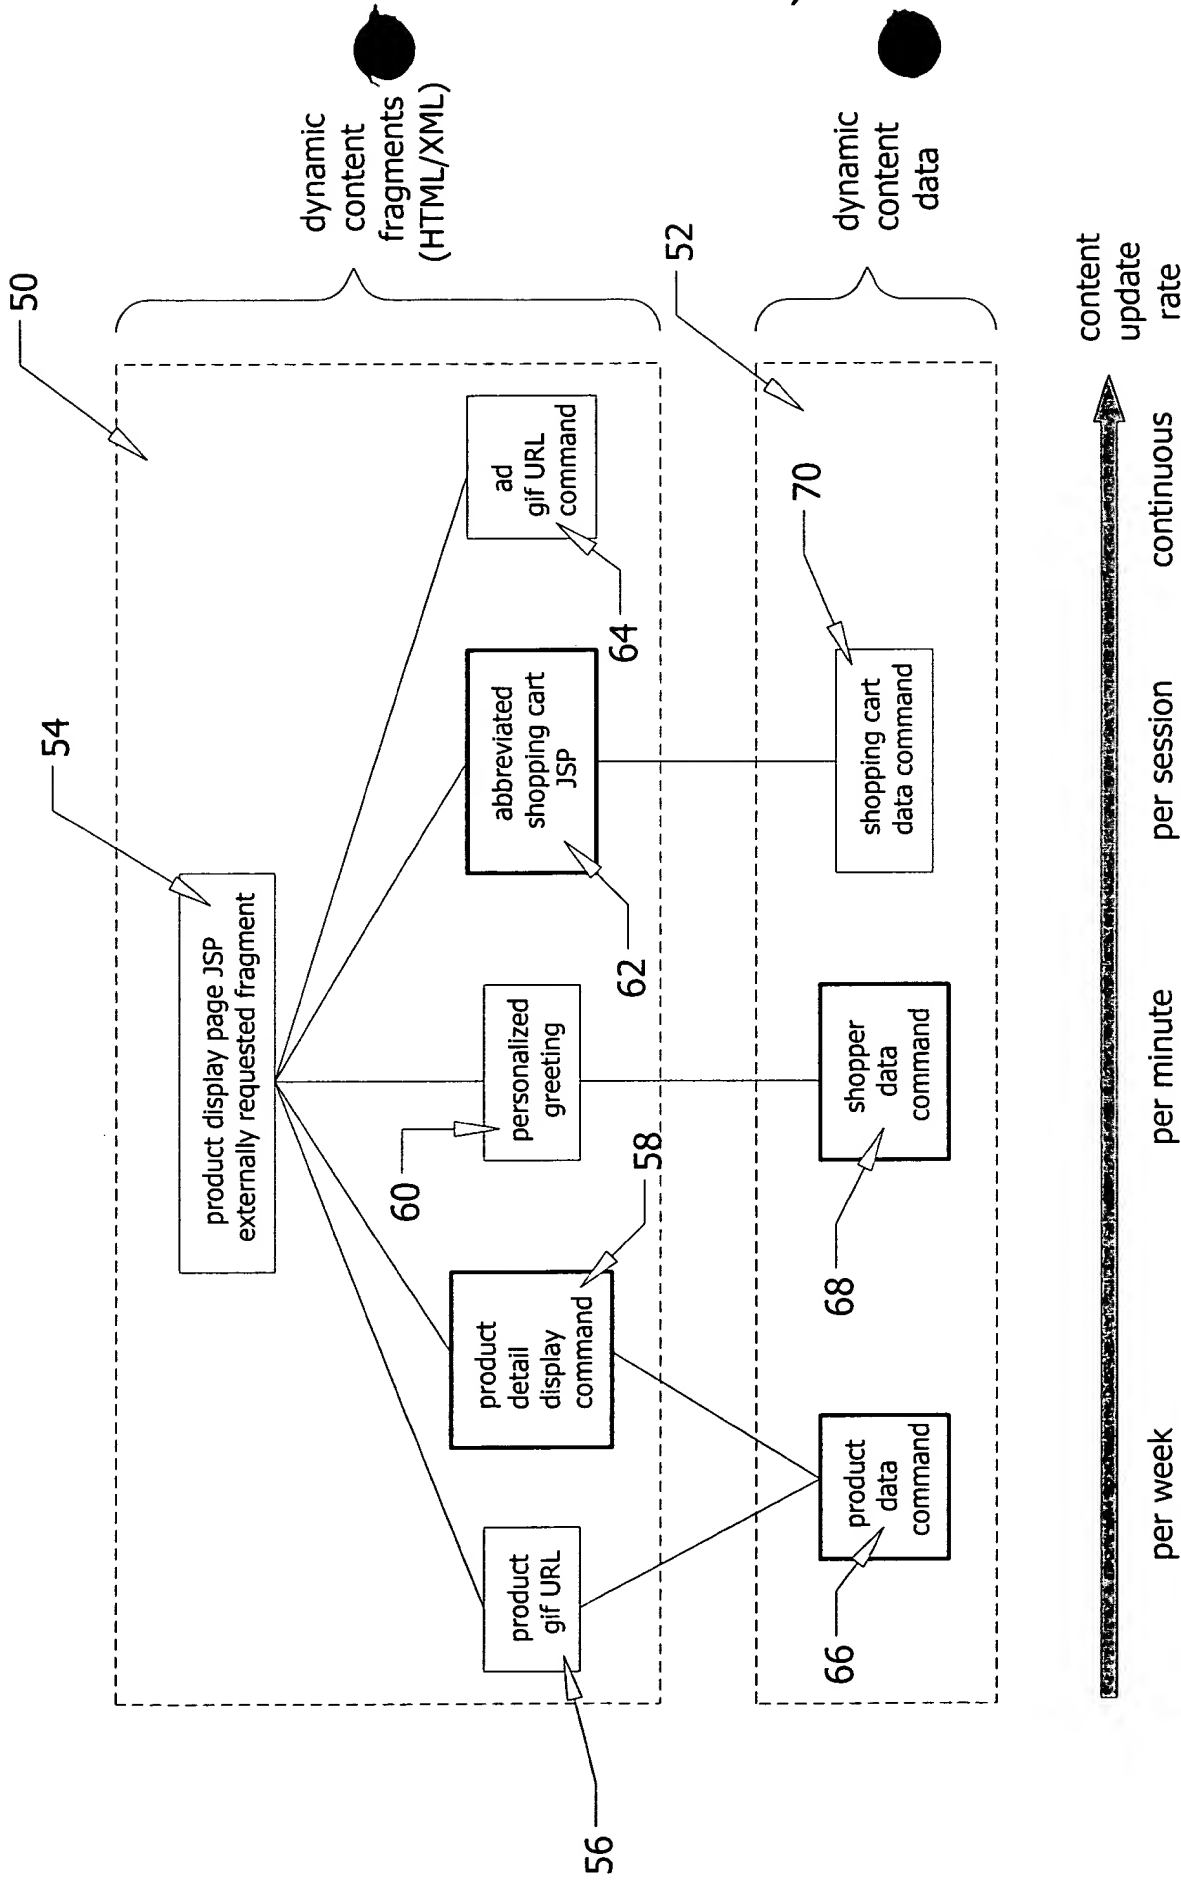 50
dynamic
content
fragments
(HTML/XML)
54
product display page JSP
externally requested fragment
56
product
gif URL
58
product
detail
display
command
60
personalized
greeting
62
abbreviated
shopping cart
JSP
64
ad
gif URL
command
52
dynamic
content
data
66
product
data
command
68
shopper
data
command
70
shopping cart
data command
content
update
rate
per week
per minute
per session
continuous